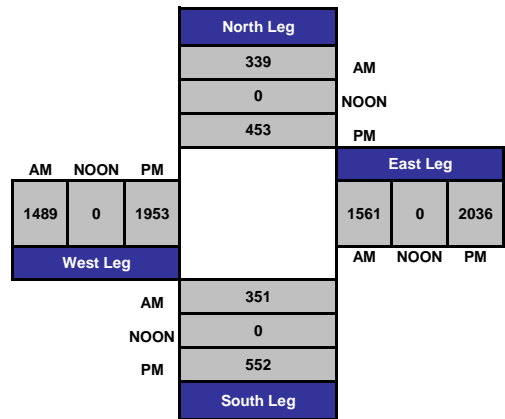 North Leg
339 AM
0 NOON
453 PM
AM NOON PM East Leg
1489 0 1953 1561 0 2036
West Leg AM NOON PM
AM 351
NOON 0
PM 552
South Leg